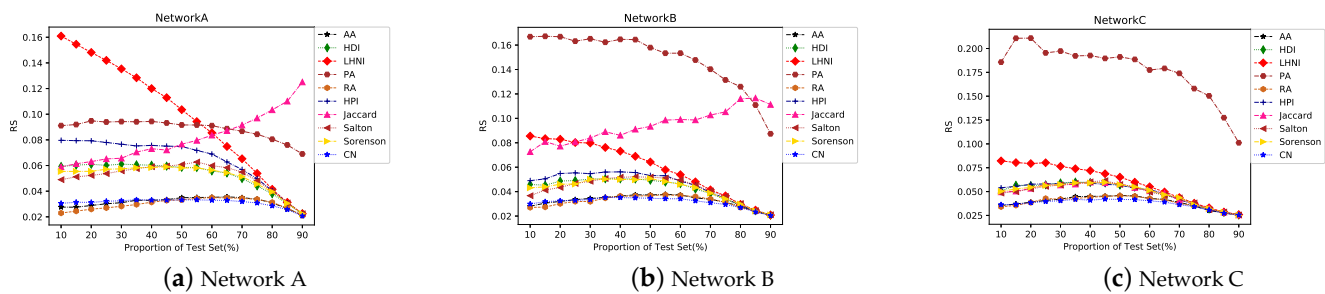 NetworkA
RS
0.16
0.14
0.12
0.10
0.08
0.06
0.04
0.02
10 20 30 40 50 60 70 80 90
Proportion of Test Set(%)
AA
HDI
LHNI
PA
RA
HPI
Jaccard
Salton
Sorenson
CN
(a) Network A
NetworkB
RS
0.16
0.14
0.12
0.10
0.08
0.06
0.04
0.02
10 20 30 40 50 60 70 80 90
Proportion of Test Set(%)
AA
HDI
LHNI
PA
RA
HPI
Jaccard
Salton
Sorenson
CN
(b) Network B
NetworkC
RS
0.200
0.175
0.150
0.125
0.100
0.075
0.050
0.025
10 20 30 40 50 60 70 80 90
Proportion of Test Set(%)
AA
HDI
LHNI
PA
RA
HPI
Jaccard
Salton
Sorenson
CN
(c) Network C